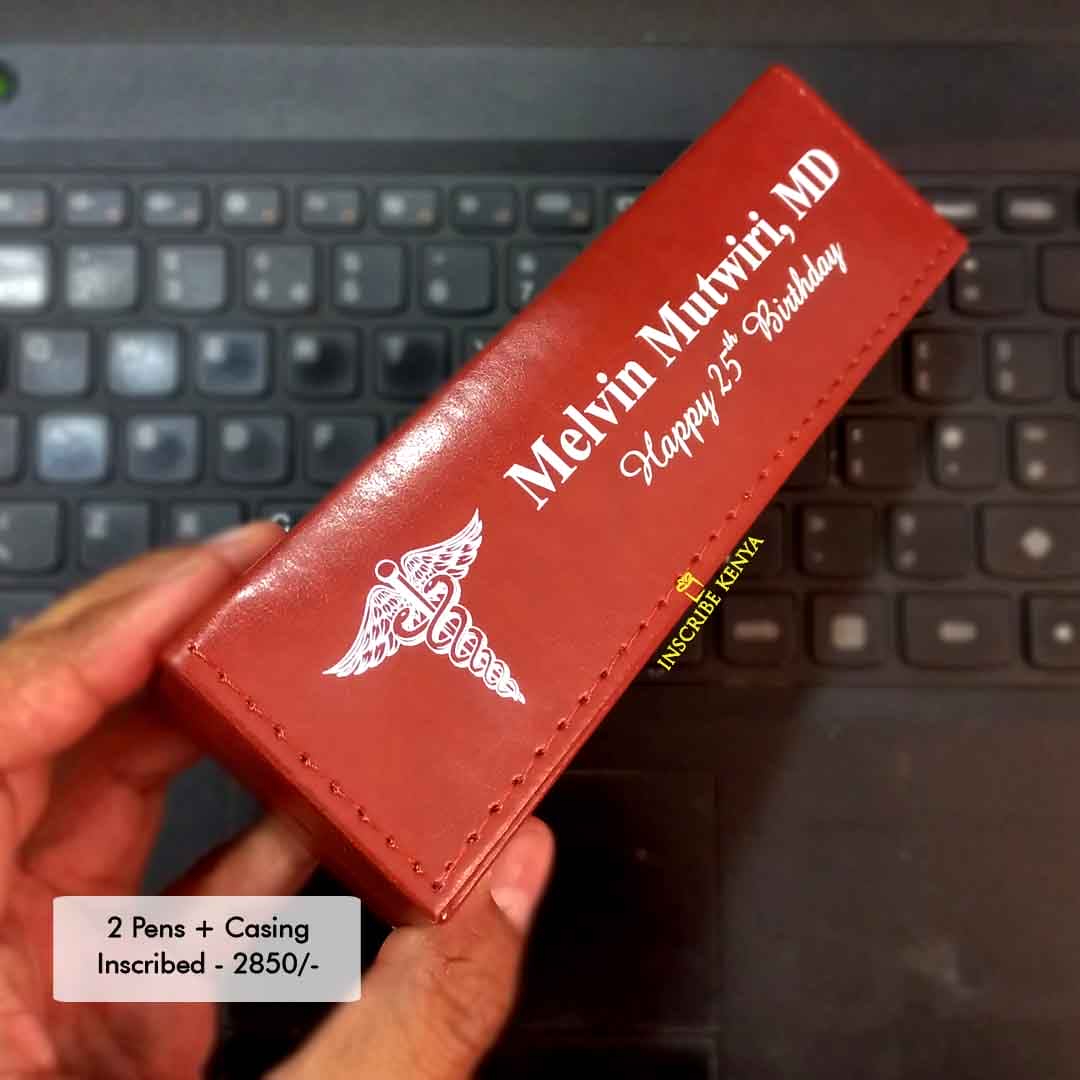 Melvin Mutwiri, MD
Happy 25th Birthday
INSCRIBE KENYA
2 Pens + Casing
Inscribed - 2850/-